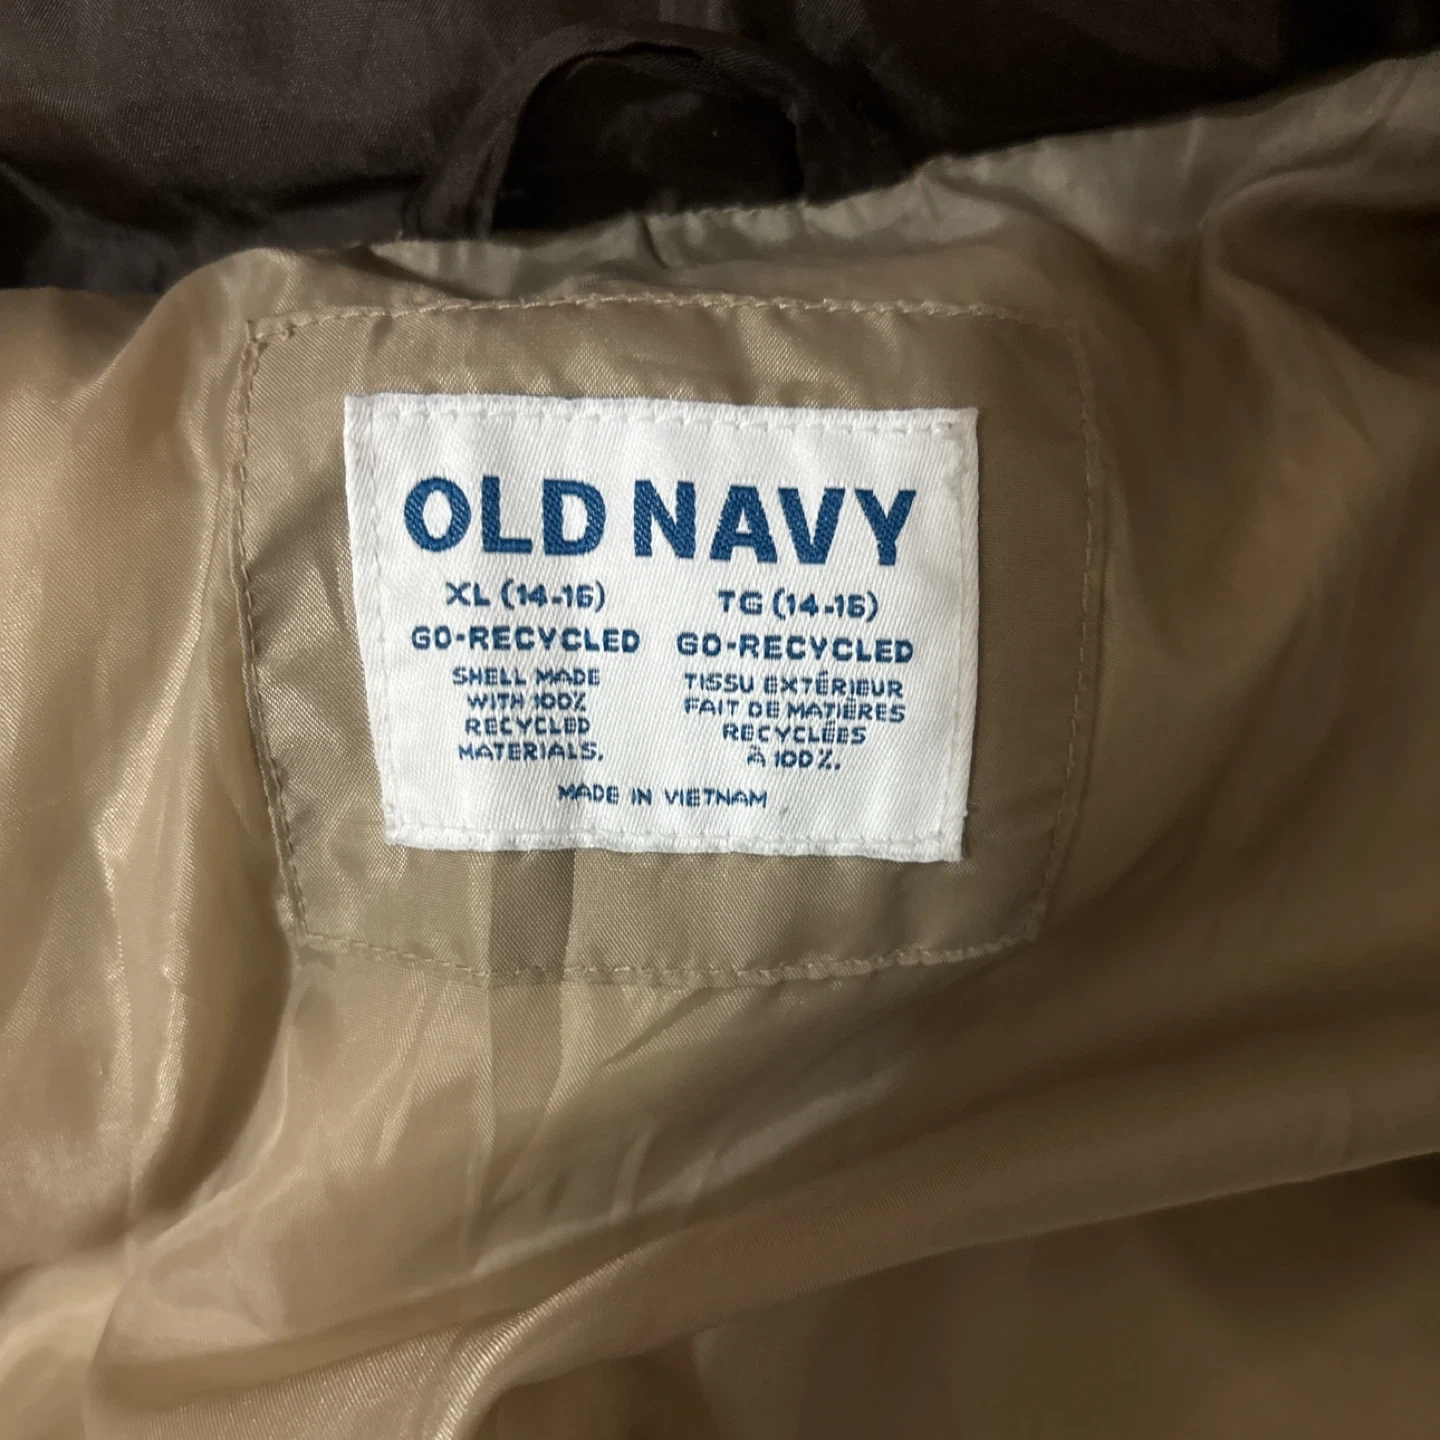 OLD NAVY
XL (14-16)
GO-RECYCLED
SHELL MADE
WITH 100%
RECYCLED
MATERIALS.
TG (14-16)
GO-RECYCLED
TISSU EXTÉRIEUR
FAIT DE MATIÈRES
RECYCLÉES
À 100%.
MADE IN VIETNAM